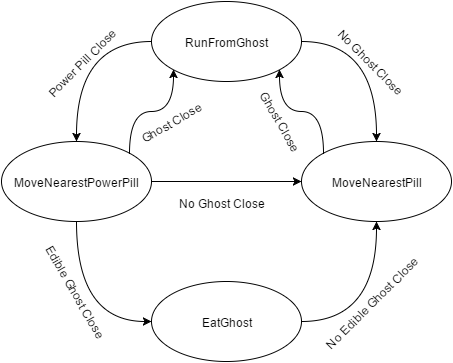 RunFromGhost
Power Pill Close
No Ghost Close
Ghost Close
Ghost Close
MoveNearestPowerPill
MoveNearestPill
No Ghost Close
Edible Ghost Close
No Edible Ghost Close
EatGhost